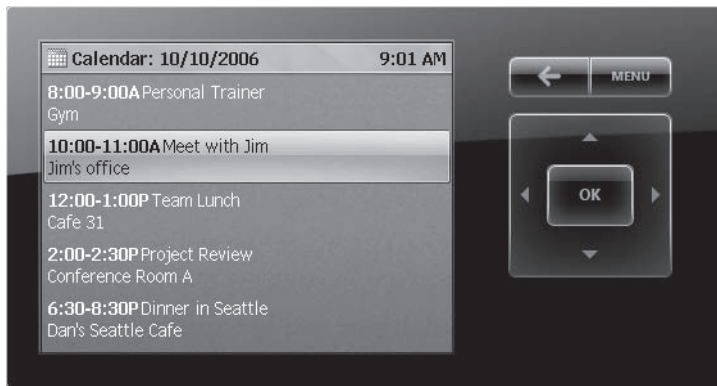 Calendar: 10/10/2006 9:01 AM
8:00-9:00A Personal Trainer
Gym
10:00-11:00A Meet with Jim
Jim's office
12:00-1:00P Team Lunch
Cafe 31
2:00-2:30P Project Review
Conference Room A
6:30-8:30P Dinner in Seattle
Dan's Seattle Cafe
MENU
OK